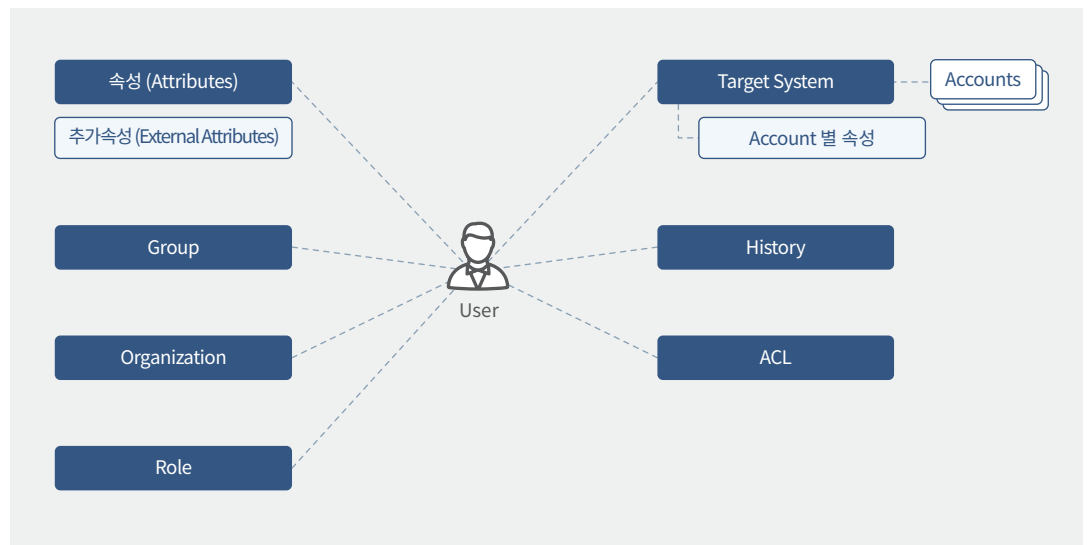 속성 (Attributes)
추가속성 (External Attributes)
Group
Organization
Role
User
Target System
Accounts
Account 별 속성
History
ACL